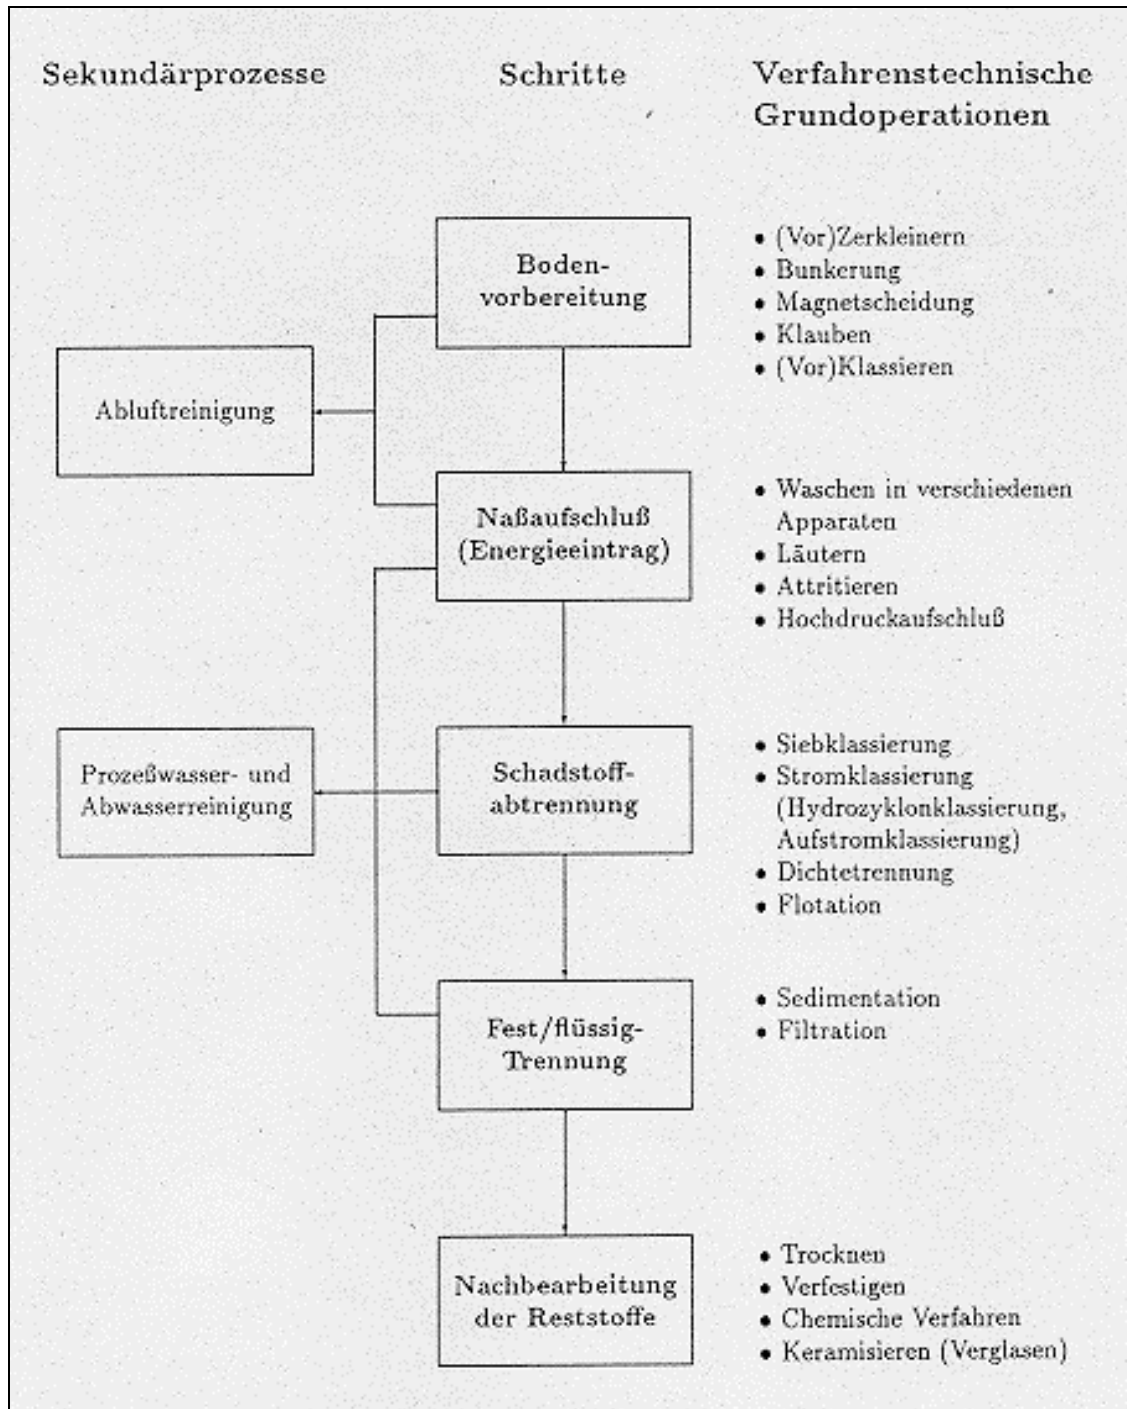 Sekundärprozesse
Schritte
Verfahrenstechnische
Grundoperationen
Boden-
vorbereitung
• (Vor)Zerkleinern
• Bunkerung
• Magnetscheidung
• Klauben
• (Vor)Klassieren
Abluftreinigung
Naßaufschluß
(Energieeintrag)
• Waschen in verschiedenen
Apparaten
• Läutern
• Attritieren
• Hochdruckaufschluß
Prozeßwasser- und
Abwasserreinigung
Schadstoff-
abtrennung
• Siebklassierung
• Stromklassierung
(Hydrozyklonklassierung,
Aufstromklassierung)
• Dichtetrennung
• Flotation
Fest/flüssig-
Trennung
• Sedimentation
• Filtration
Nachbearbeitung
der Reststoffe
• Trocknen
• Verfestigen
• Chemische Verfahren
• Keramisieren (Verglasen)